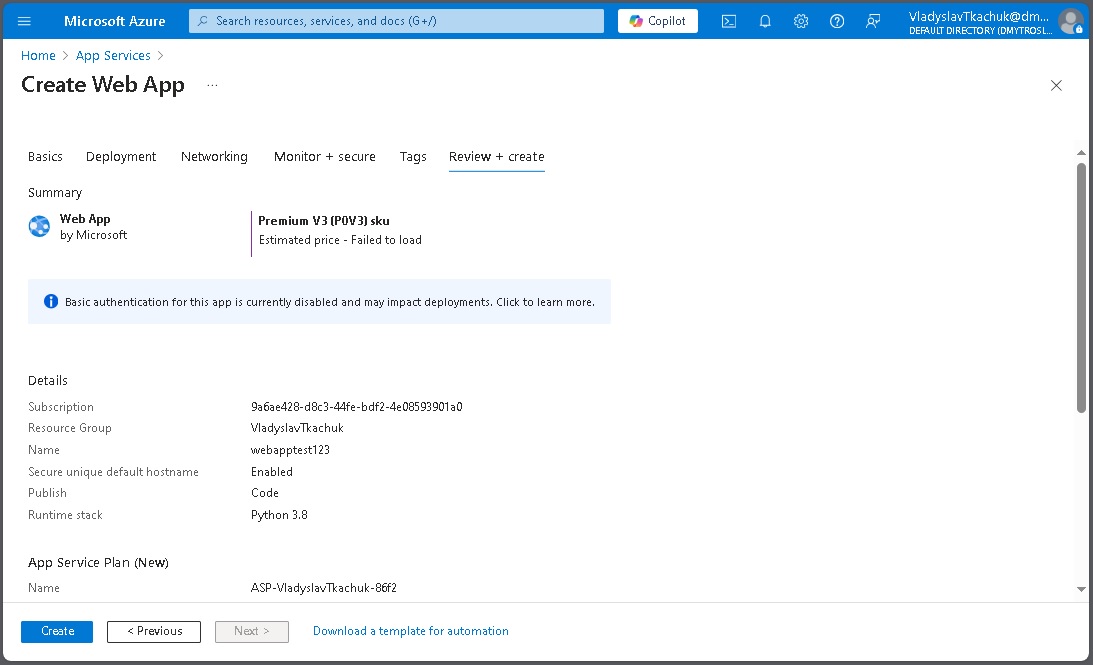 Microsoft Azure
Search resources, services, and docs (G+/)
Copilot
VladyslavTkachuk@dm...
DEFAULT DIRECTORY (DMYTROSL...
Home > App Services >
Create Web App ...
Basics Deployment Networking Monitor + secure Tags Review + create
Summary
Web App
by Microsoft
Premium V3 (P0V3) sku
Estimated price - Failed to load
Basic authentication for this app is currently disabled and may impact deployments. Click to learn more.
Details
Subscription 9a6ae428-d8c3-44fe-bdf2-4e08593901a0
Resource Group VladyslavTkachuk
Name webapptest123
Secure unique default hostname Enabled
Publish Code
Runtime stack Python 3.8
App Service Plan (New)
Name ASP-VladyslavTkachuk-86f2
Create < Previous Next > Download a template for automation